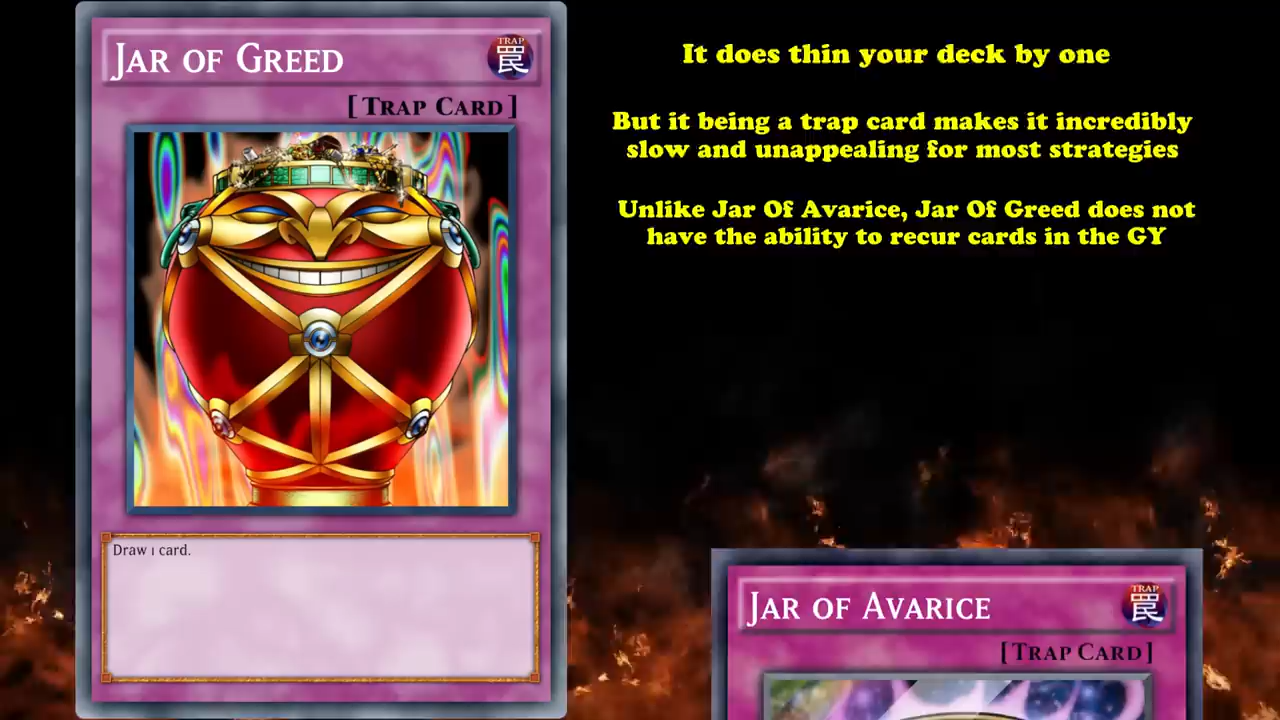 Jar of Greed
TRAP
罠
[Trap Card]
Draw 1 card.
It does thin your deck by one
But it being a trap card makes it incredibly
slow and unappealing for most strategies
Unlike Jar Of Avarice, Jar Of Greed does not
have the ability to recur cards in the GY
Jar of Avarice
TRAP
罠
[Trap Card]